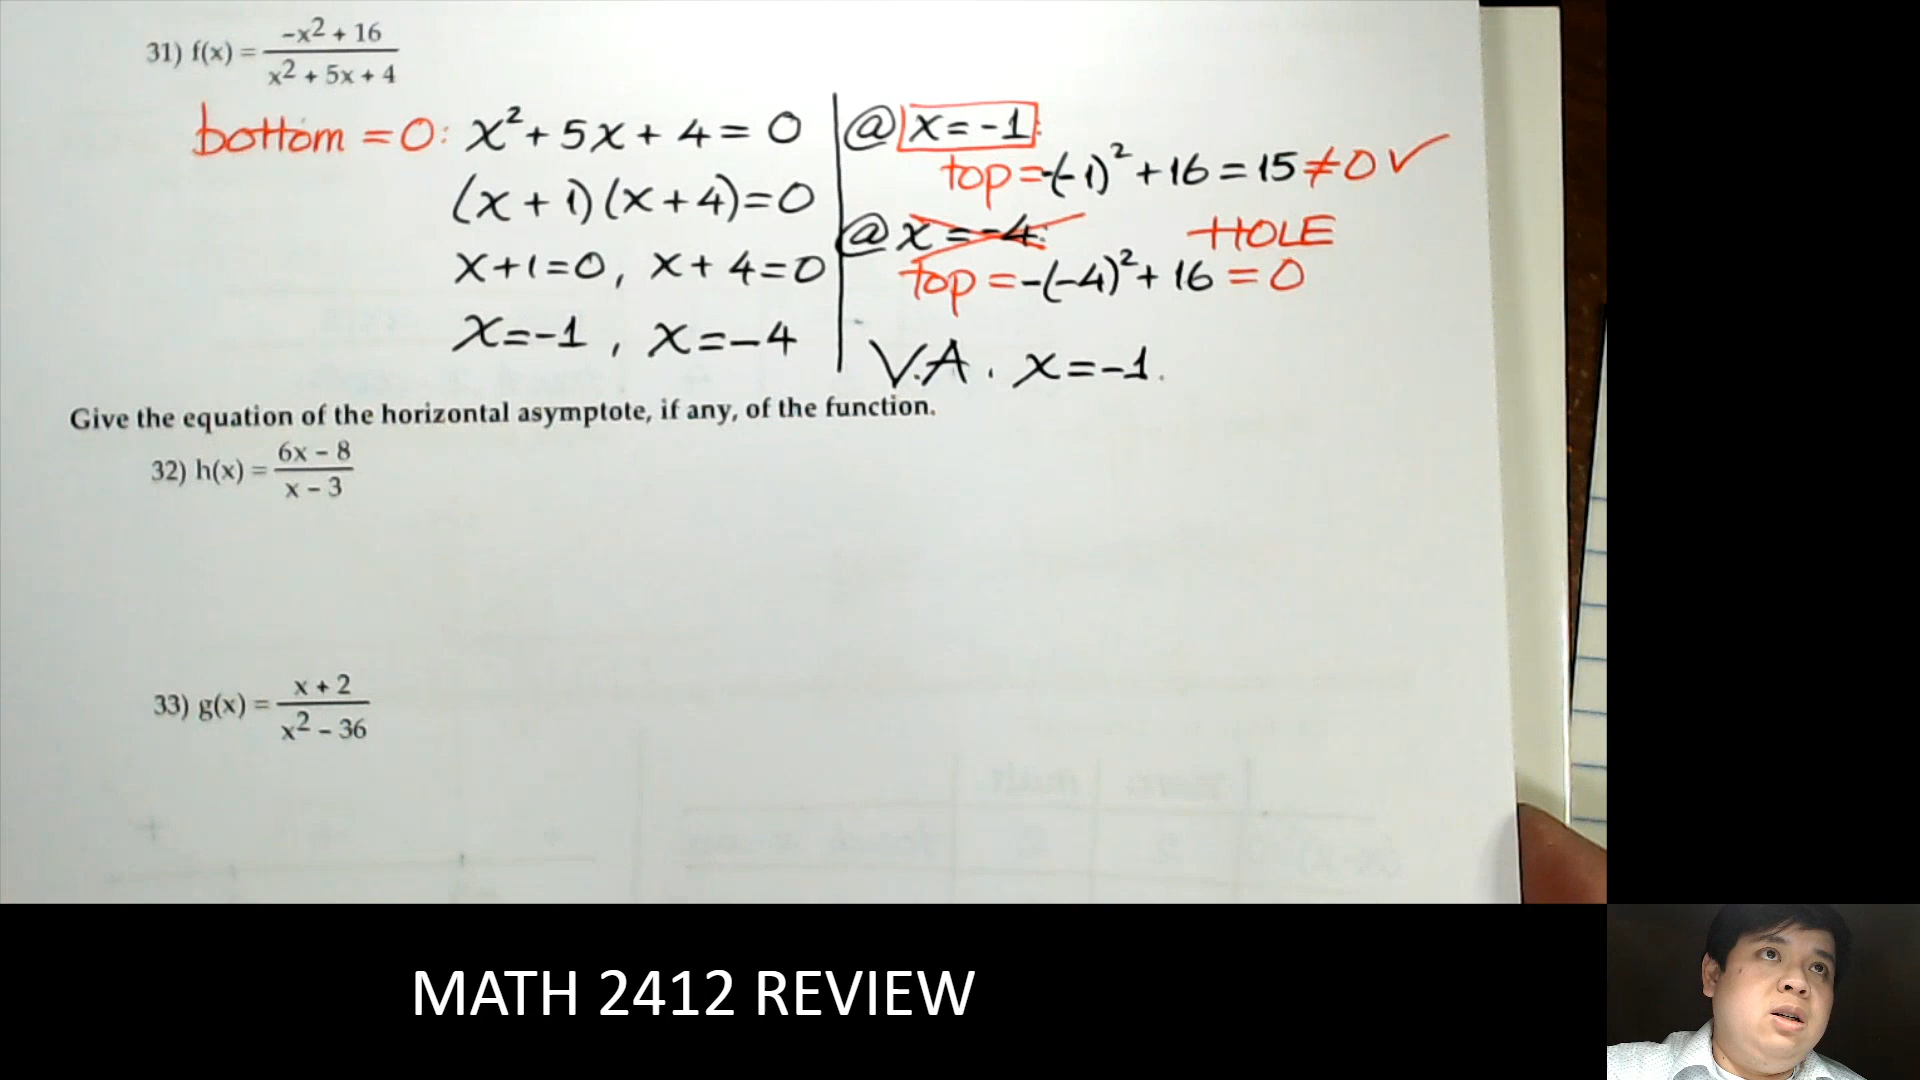 31) f(x) = (-x² + 16)/(x² + 5x + 4)
bottom = 0: x² + 5x + 4 = 0
(x + 1)(x + 4) = 0
x + 1 = 0, x + 4 = 0
x = -1, x = -4
@ x = -1:
top = -(-1)² + 16 = 15 ≠ 0 ✓
@ x = -4: HOLE
top = -(-4)² + 16 = 0
V.A. x = -1.
Give the equation of the horizontal asymptote, if any, of the function.
32) h(x) = (6x - 8)/(x - 3)
33) g(x) = (x + 2)/(x² - 36)
MATH 2412 REVIEW